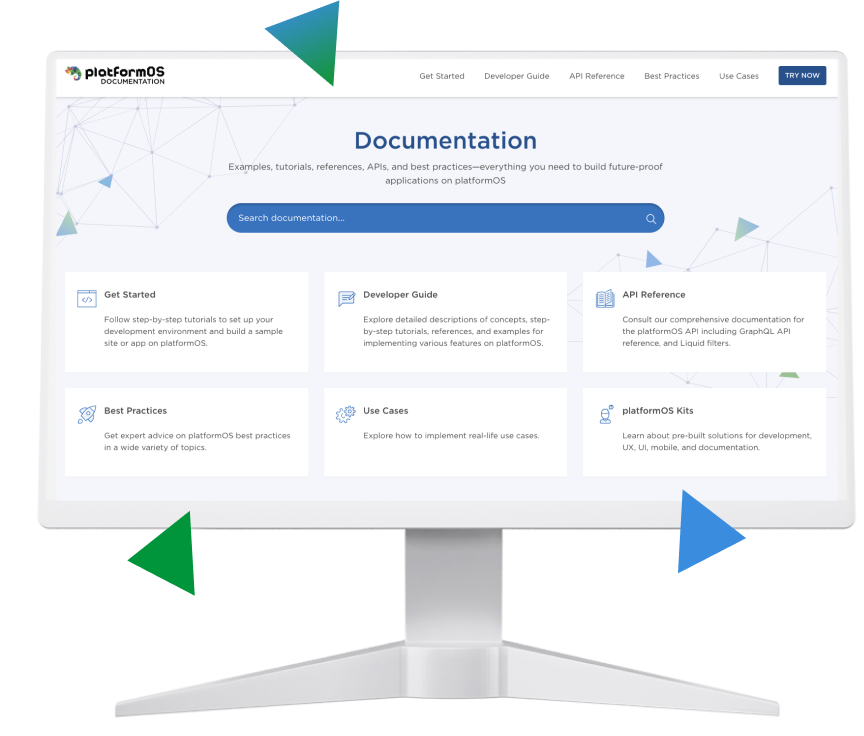 platformOS
DOCUMENTATION
Get Started Developer Guide API Reference Best Practices Use Cases TRY NOW
Documentation
Examples, tutorials, references, APIs, and best practices—everything you need to build future-proof
applications on platformOS
Search documentation...
Get Started
Follow step-by-step tutorials to set up your
development environment and build a sample
site or app on platformOS.
Developer Guide
Explore detailed descriptions of concepts, step-
by-step tutorials, references, and examples for
implementing various features on platformOS.
API Reference
Consult our comprehensive documentation for
the platformOS API including GraphQL API
reference, and Liquid filters.
Best Practices
Get expert advice on platformOS best practices
in a wide variety of topics.
Use Cases
Explore how to implement real-life use cases.
platformOS Kits
Learn about pre-built solutions for development,
UX, UI, mobile, and documentation.